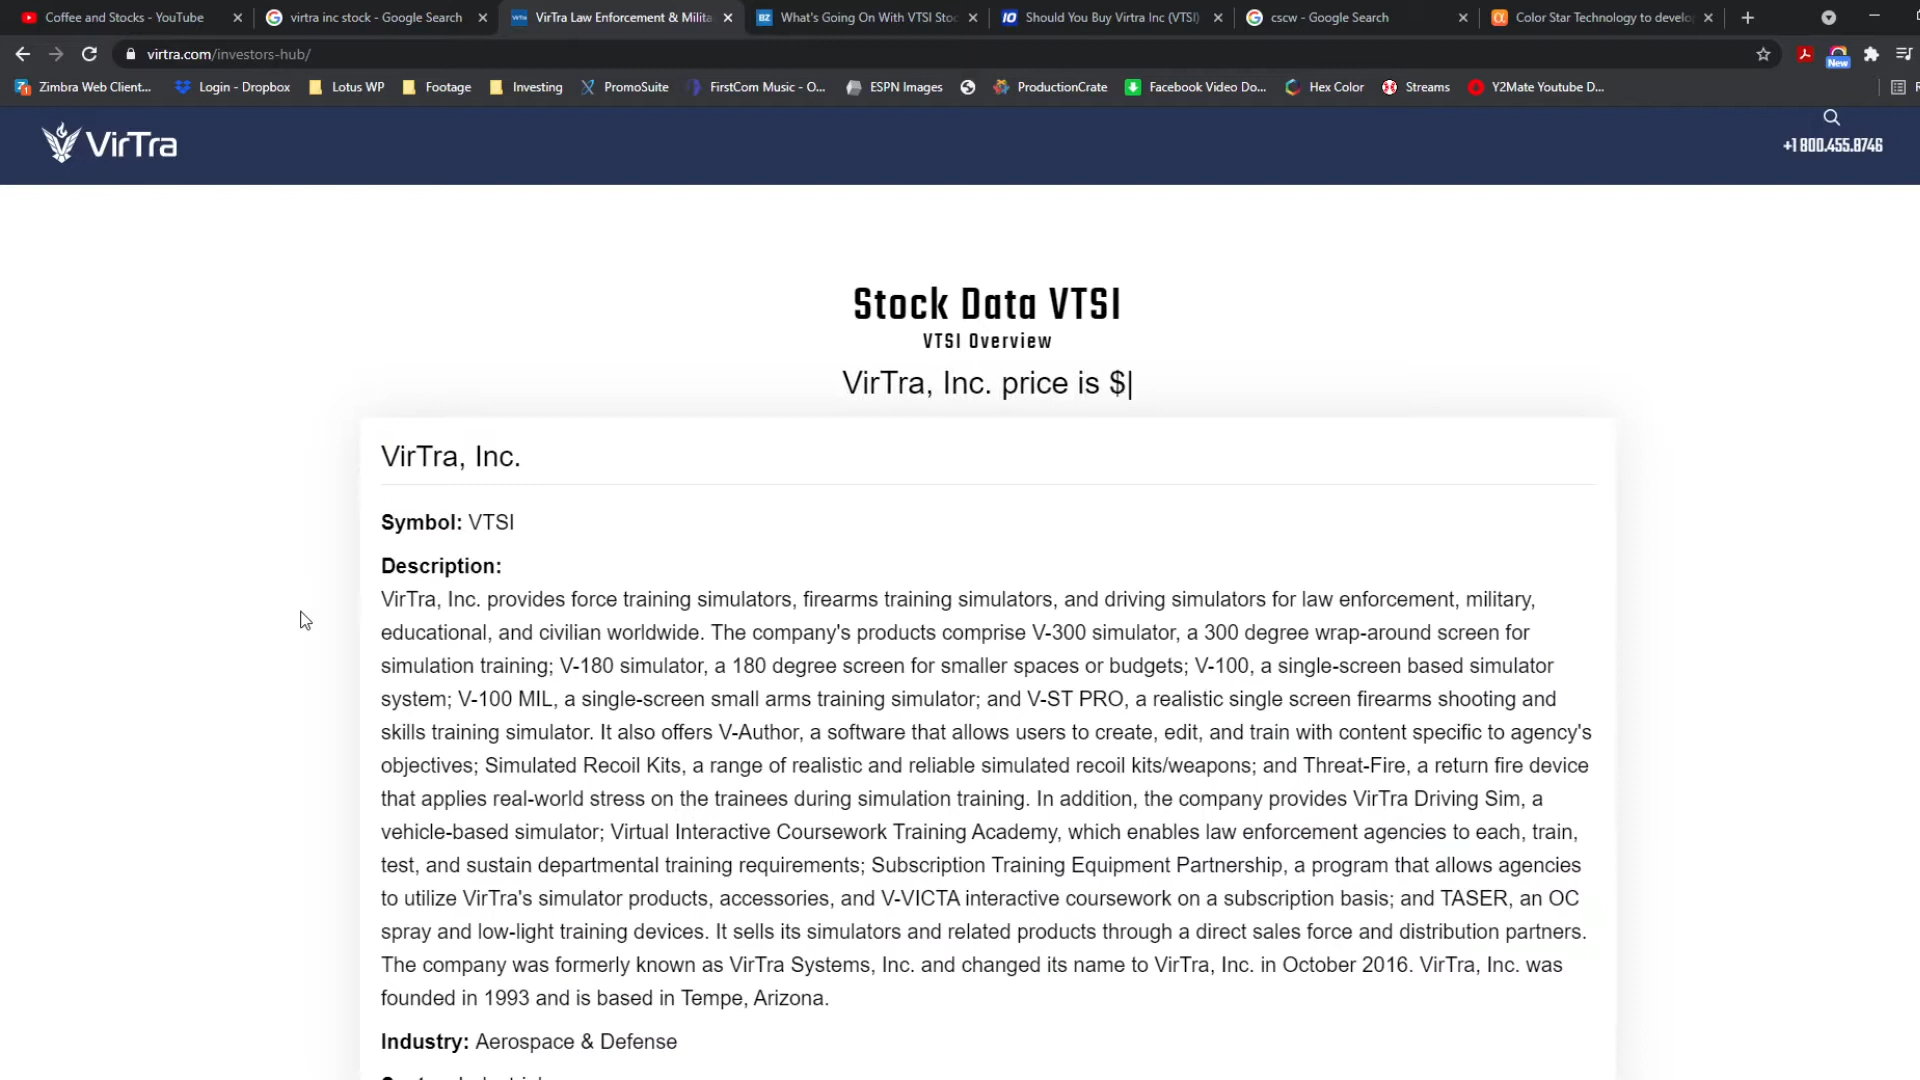 Coffee and Stocks - YouTube
virtra inc stock - Google Search
VirTra Law Enforcement & Milita
What's Going On With VTSI Stoc
Should You Buy Virtra Inc (VTSI)
cscw - Google Search
Color Star Technology to develo
virtra.com/investors-hub/
New
Zimbra Web Client...
Login - Dropbox
Lotus WP
Footage
Investing
PromoSuite
FirstCom Music - O...
ESPN Images
ProductionCrate
Facebook Video Do...
Hex Color
Streams
Y2Mate Youtube D...
VirTra
+1 800.455.8746
Stock Data VTSI
VTSI Overview
VirTra, Inc. price is $|
VirTra, Inc.
Symbol: VTSI
Description:
VirTra, Inc. provides force training simulators, firearms training simulators, and driving simulators for law enforcement, military,
educational, and civilian worldwide. The company's products comprise V-300 simulator, a 300 degree wrap-around screen for
simulation training; V-180 simulator, a 180 degree screen for smaller spaces or budgets; V-100, a single-screen based simulator
system; V-100 MIL, a single-screen small arms training simulator; and V-ST PRO, a realistic single screen firearms shooting and
skills training simulator. It also offers V-Author, a software that allows users to create, edit, and train with content specific to agency's
objectives; Simulated Recoil Kits, a range of realistic and reliable simulated recoil kits/weapons; and Threat-Fire, a return fire device
that applies real-world stress on the trainees during simulation training. In addition, the company provides VirTra Driving Sim, a
vehicle-based simulator; Virtual Interactive Coursework Training Academy, which enables law enforcement agencies to each, train,
test, and sustain departmental training requirements; Subscription Training Equipment Partnership, a program that allows agencies
to utilize VirTra's simulator products, accessories, and V-VICTA interactive coursework on a subscription basis; and TASER, an OC
spray and low-light training devices. It sells its simulators and related products through a direct sales force and distribution partners.
The company was formerly known as VirTra Systems, Inc. and changed its name to VirTra, Inc. in October 2016. VirTra, Inc. was
founded in 1993 and is based in Tempe, Arizona.
Industry: Aerospace & Defense